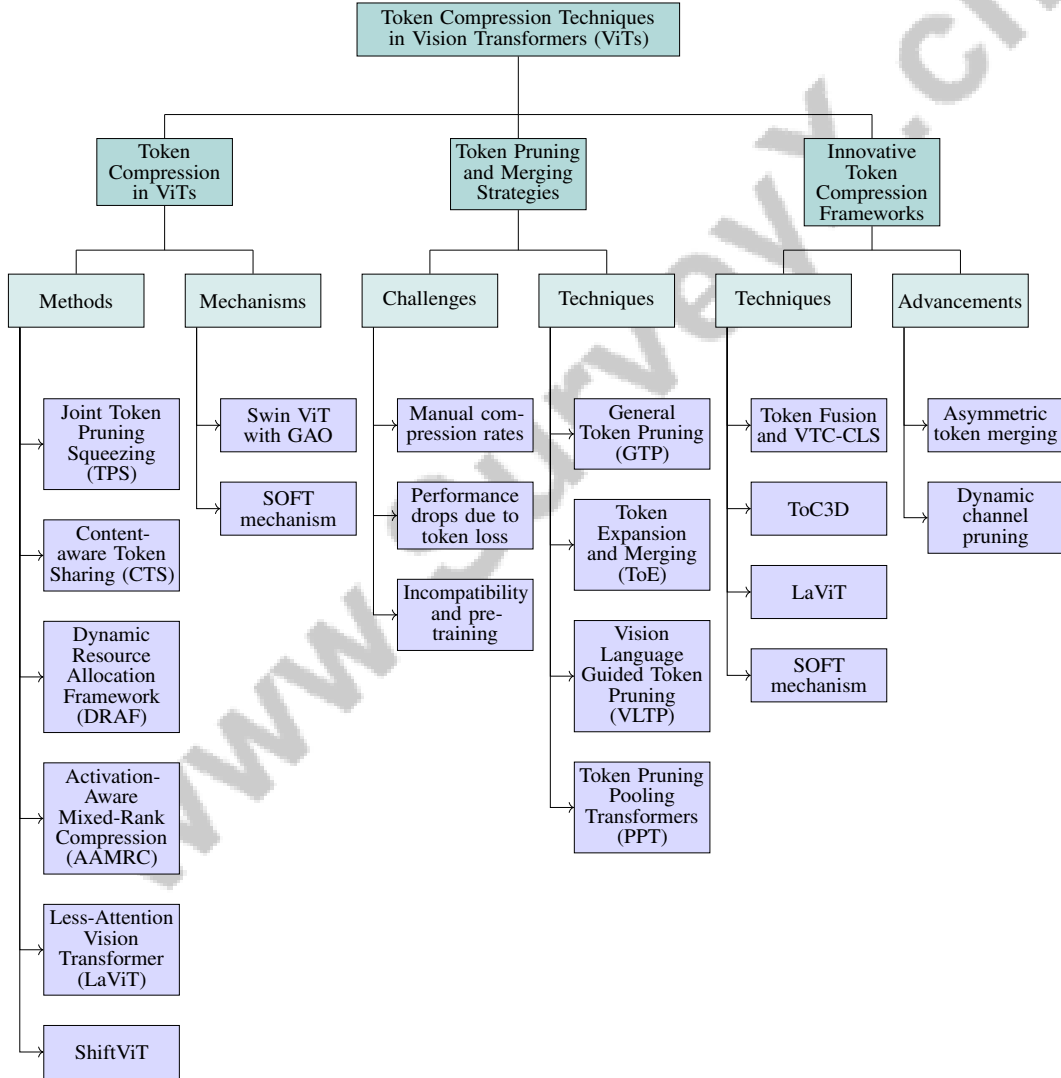 Token Compression Techniques
in Vision Transformers (ViTs)
Token
Compression
in ViTs
Token Pruning
and Merging
Strategies
Innovative
Token
Compression
Frameworks
Methods
Mechanisms
Challenges
Techniques
Techniques
Advancements
Joint Token
Pruning
Squeezing
(TPS)
Content-
aware Token
Sharing (CTS)
Dynamic
Resource
Allocation
Framework
(DRAF)
Activation-
Aware
Mixed-Rank
Compression
(AAMRC)
Less-Attention
Vision
Transformer
(LaViT)
ShiftViT
Swin ViT
with GAO
SOFT
mechanism
Manual com-
pression rates
Performance
drops due to
token loss
Incompatibility
and pre-
training
General
Token Pruning
(GTP)
Token
Expansion
and Merging
(ToE)
Vision
Language
Guided Token
Pruning
(VLTP)
Token Pruning
Pooling
Transformers
(PPT)
Token Fusion
and VTC-CLS
ToC3D
LaViT
SOFT
mechanism
Asymmetric
token merging
Dynamic
channel
pruning
www.surveyx.cn